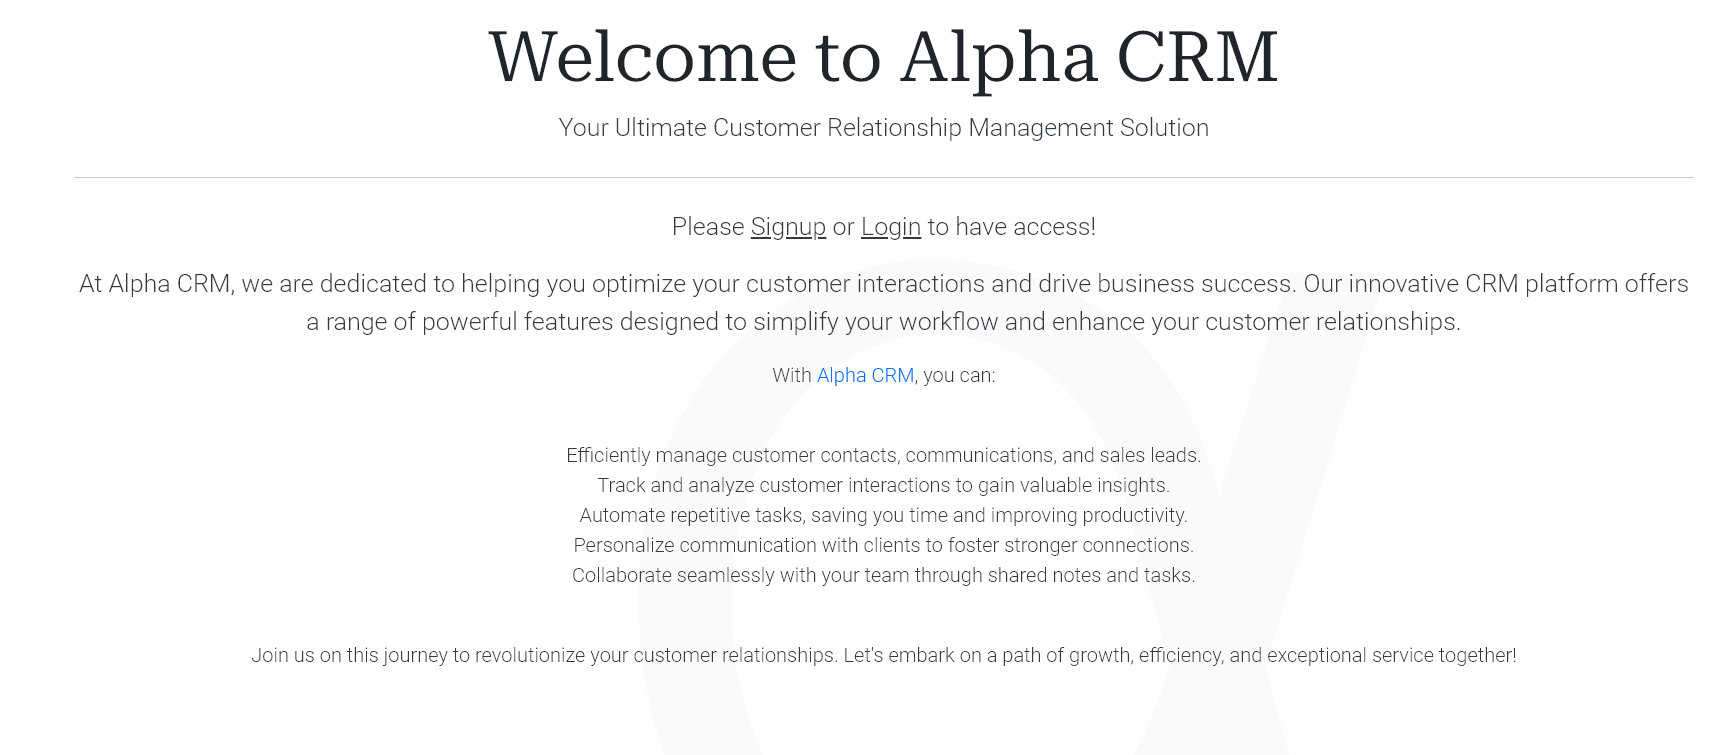 Welcome to Alpha CRM
Your Ultimate Customer Relationship Management Solution
Please Signup or Login to have access!
At Alpha CRM, we are dedicated to helping you optimize your customer interactions and drive business success. Our innovative CRM platform offers
a range of powerful features designed to simplify your workflow and enhance your customer relationships.
With Alpha CRM, you can:
Efficiently manage customer contacts, communications, and sales leads.
Track and analyze customer interactions to gain valuable insights.
Automate repetitive tasks, saving you time and improving productivity.
Personalize communication with clients to foster stronger connections.
Collaborate seamlessly with your team through shared notes and tasks.
Join us on this journey to revolutionize your customer relationships. Let's embark on a path of growth, efficiency, and exceptional service together!